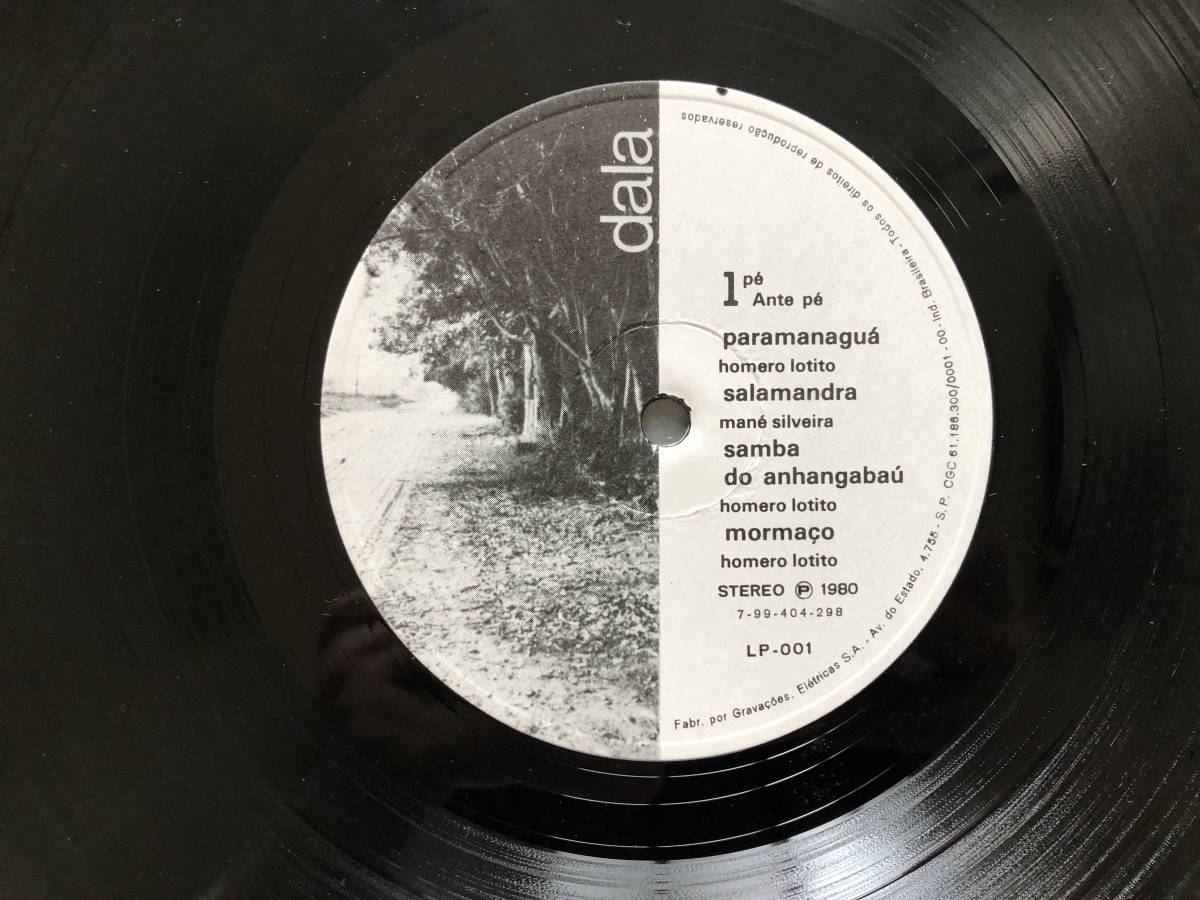 dala
1 pé
Ante pé
paramanaguá
homero lotito
salamandra
mané silveira
samba
do anhangabaú
homero lotito
mormaço
homero lotito
STEREO Ⓟ 1980
7-99-404-298
LP-001
Fabr. por Gravações. Elétricas S.A. - Av. do Estado, 4.755 - S.P. CGC 61.186.300/0001 - 00 - Ind. Brasileira - Todos os direitos de reprodução reservados